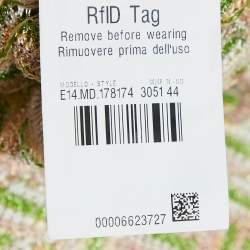 RfID Tag
Remove before wearing
Rimuovere prima dell'uso
MODELLO - STYLE
E14.MD.178174 3051 44
00006623727